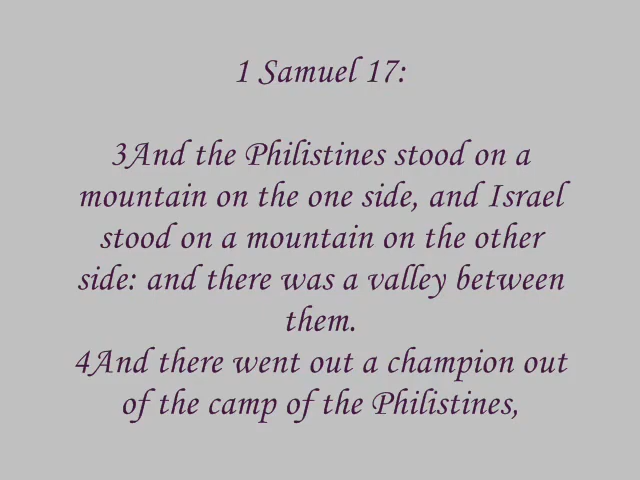 1 Samuel 17:
3And the Philistines stood on a
mountain on the one side, and Israel
stood on a mountain on the other
side: and there was a valley between
them.
4And there went out a champion out
of the camp of the Philistines,